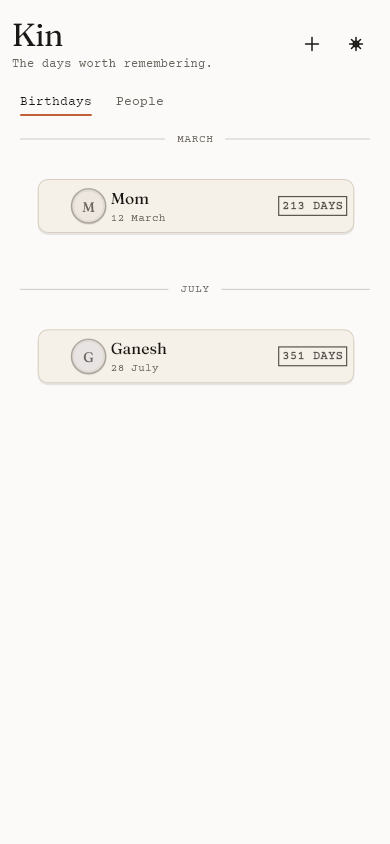 Kin
The days worth remembering.
Birthdays People
MARCH
M
Mom
12 March
213 DAYS
JULY
G
Ganesh
28 July
351 DAYS